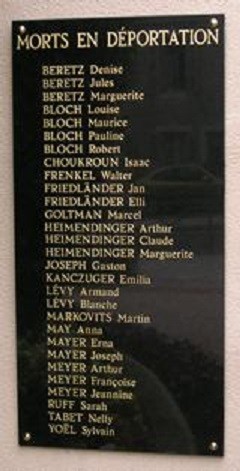 MORTS EN DÉPORTATION
BERETZ Denise
BERETZ Jules
BERETZ Marguerite
BLOCH Louise
BLOCH Maurice
BLOCH Pauline
BLOCH Robert
CHOUKROUN Isaac
FRENKEL Walter
FRIEDLÄNDER Jan
FRIEDLÄNDER Elli
GOLTMAN Marcel
HEIMENDINGER Arthur
HEIMENDINGER Claude
HEIMENDINGER Marguerite
JOSEPH Gaston
KANCZUGER Emilia
LÉVY Armand
LÉVY Blanche
MARKOVITS Martin
MAY Anna
MAYER Erna
MAYER Joseph
MEYER Arthur
MEYER Françoise
MEYER Jeannine
RUFF Sarah
TABET Nelly
YOËL Sylvain